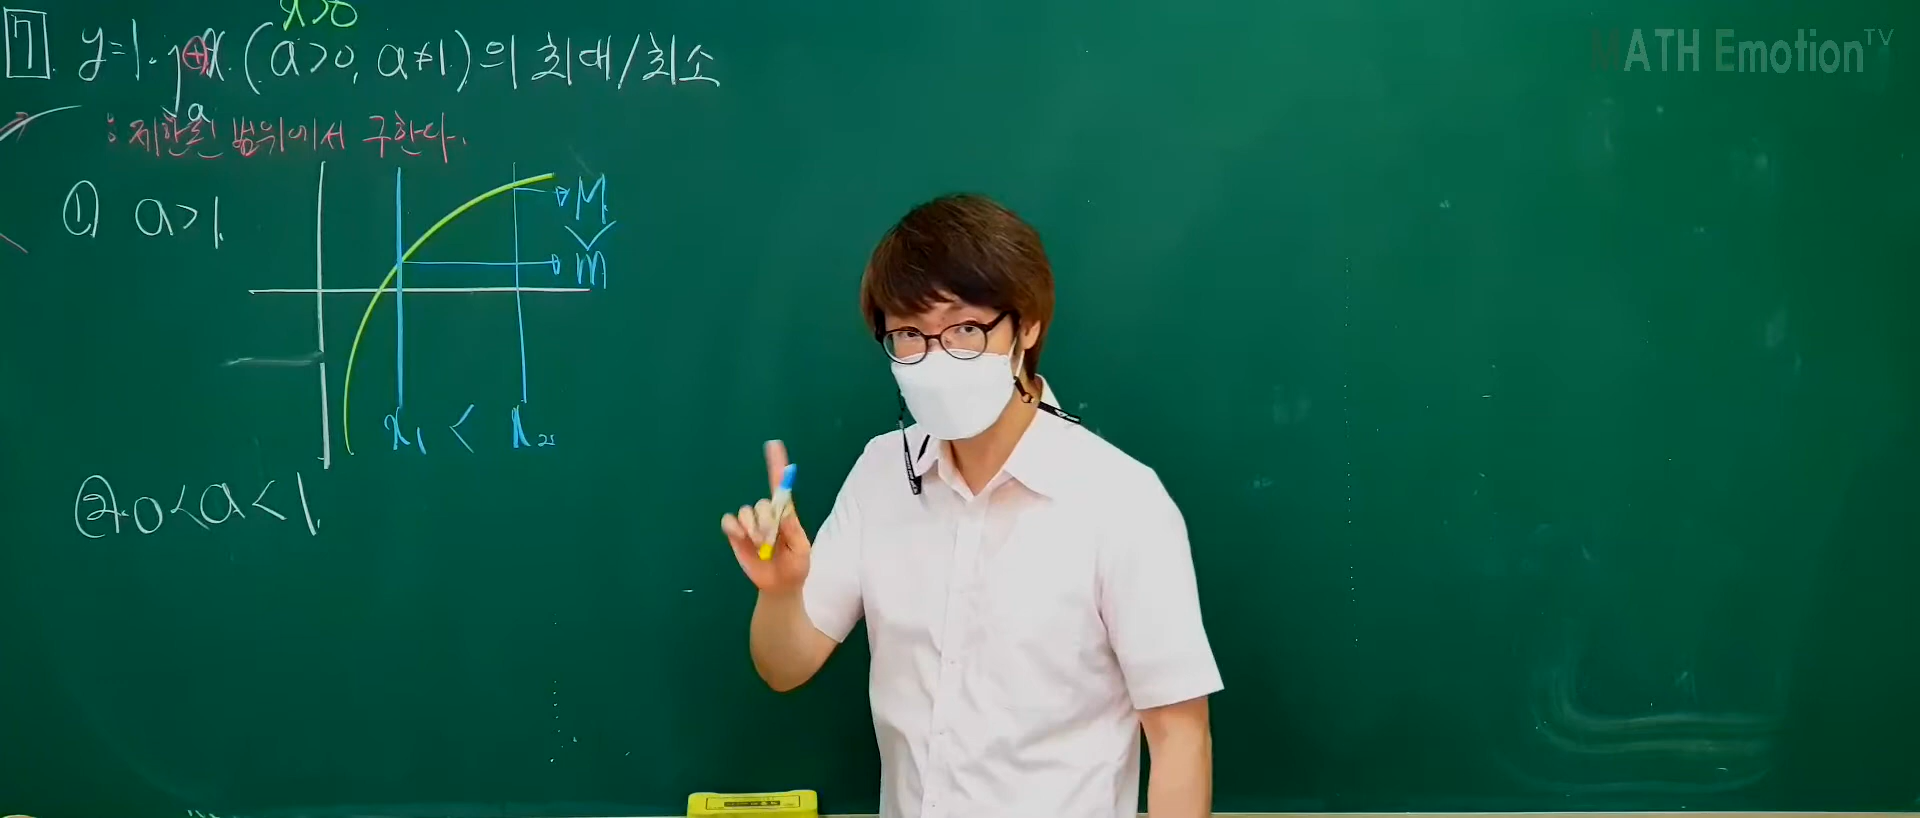 x>0
7. y=log_a x (a>0, a≠1)의 최대/최소
: 제한된 범위에서 구한다.
① a>1.
M
m
x₁ < x₂
② 0<a<1.
MATH Emotion TV